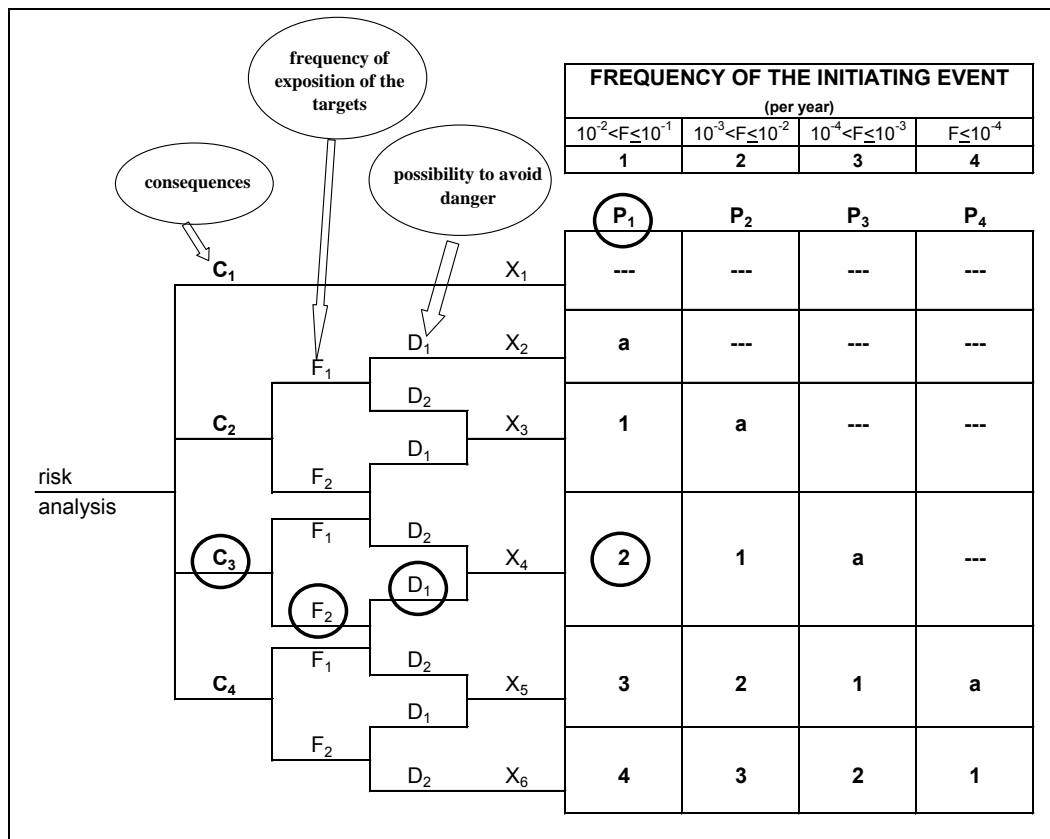 frequency of
exposition of the
targets
FREQUENCY OF THE INITIATING EVENT
(per year)
10⁻²<F≤10⁻¹ 10⁻³<F≤10⁻² 10⁻⁴<F≤10⁻³ F≤10⁻⁴
1 2 3 4
consequences
possibility to avoid
danger
P₁ P₂ P₃ P₄
C₁ X₁ --- --- --- ---
D₁ X₂ a --- --- ---
F₁
D₂
C₂ X₃ 1 a --- ---
D₁
F₂
risk
analysis
F₁ D₂
C₃ X₄ 2 1 a ---
D₁
F₂
F₁ D₂
C₄ X₅ 3 2 1 a
D₁
F₂
D₂ X₆ 4 3 2 1